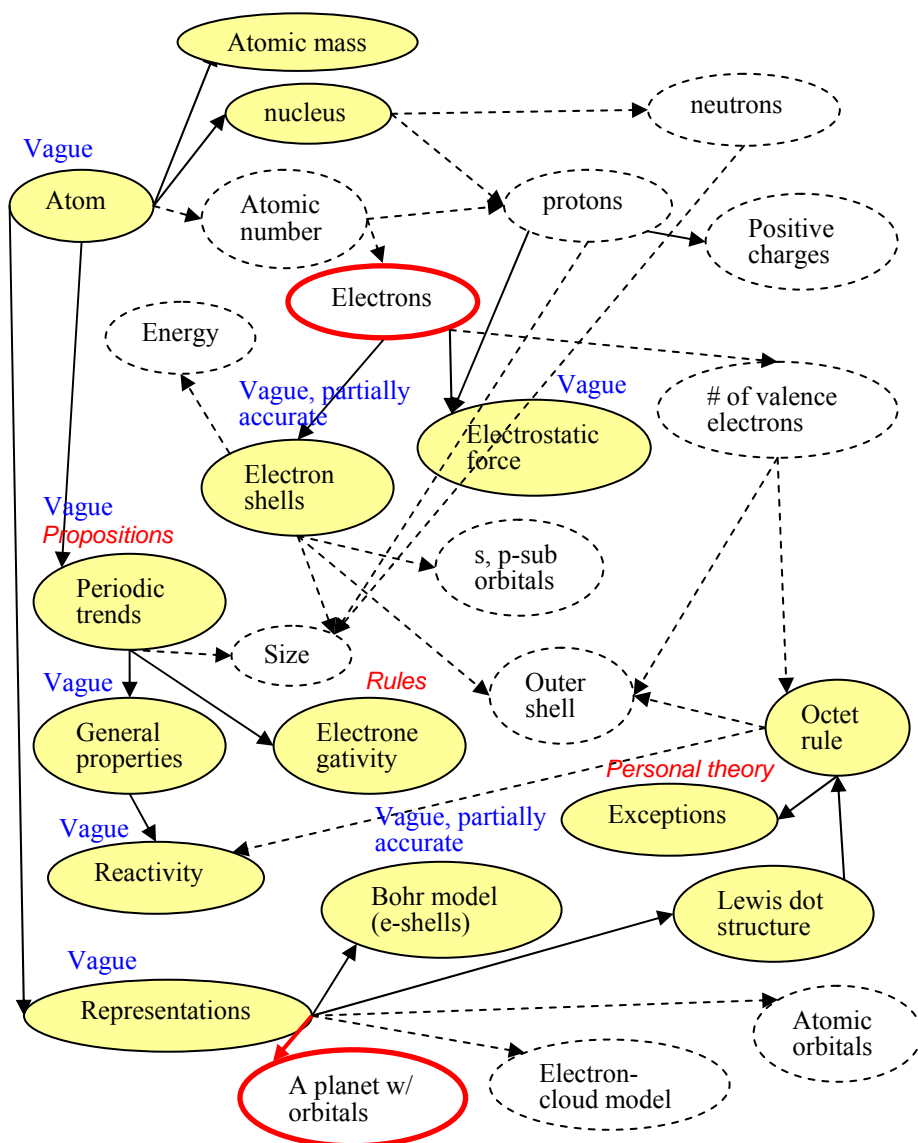 Atomic mass
nucleus
neutrons
Vague
Atom
Atomic
number
protons
Positive
charges
Electrons
Energy
Vague, partially
accurate
Vague
# of valence
electrons
Electrostatic
force
Electron
shells
Vague
Propositions
s, p-sub
orbitals
Periodic
trends
Size
Vague
Rules
Outer
shell
General
properties
Electrone
gativity
Octet
rule
Personal theory
Exceptions
Vague
Vague, partially
accurate
Reactivity
Bohr model
(e-shells)
Lewis dot
structure
Vague
Representations
Atomic
orbitals
A planet w/
orbitals
Electron-
cloud model